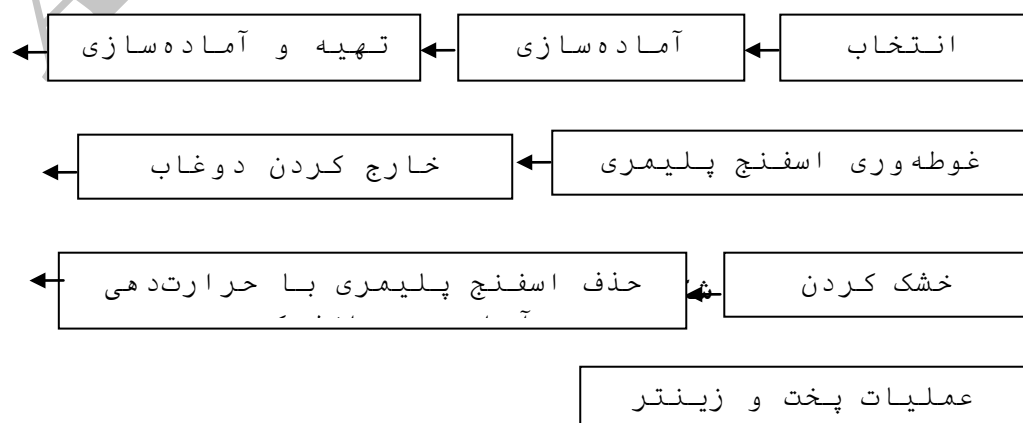 انتخاب
آماده‌سازی
تهیه و آماده‌سازی
غوطه‌وری اسفنج پلیمری
خارج کردن دوغاب
خشک کردن
حذف اسفنج پلیمری با حرارت‌دهی
عملیات پخت و زینتر